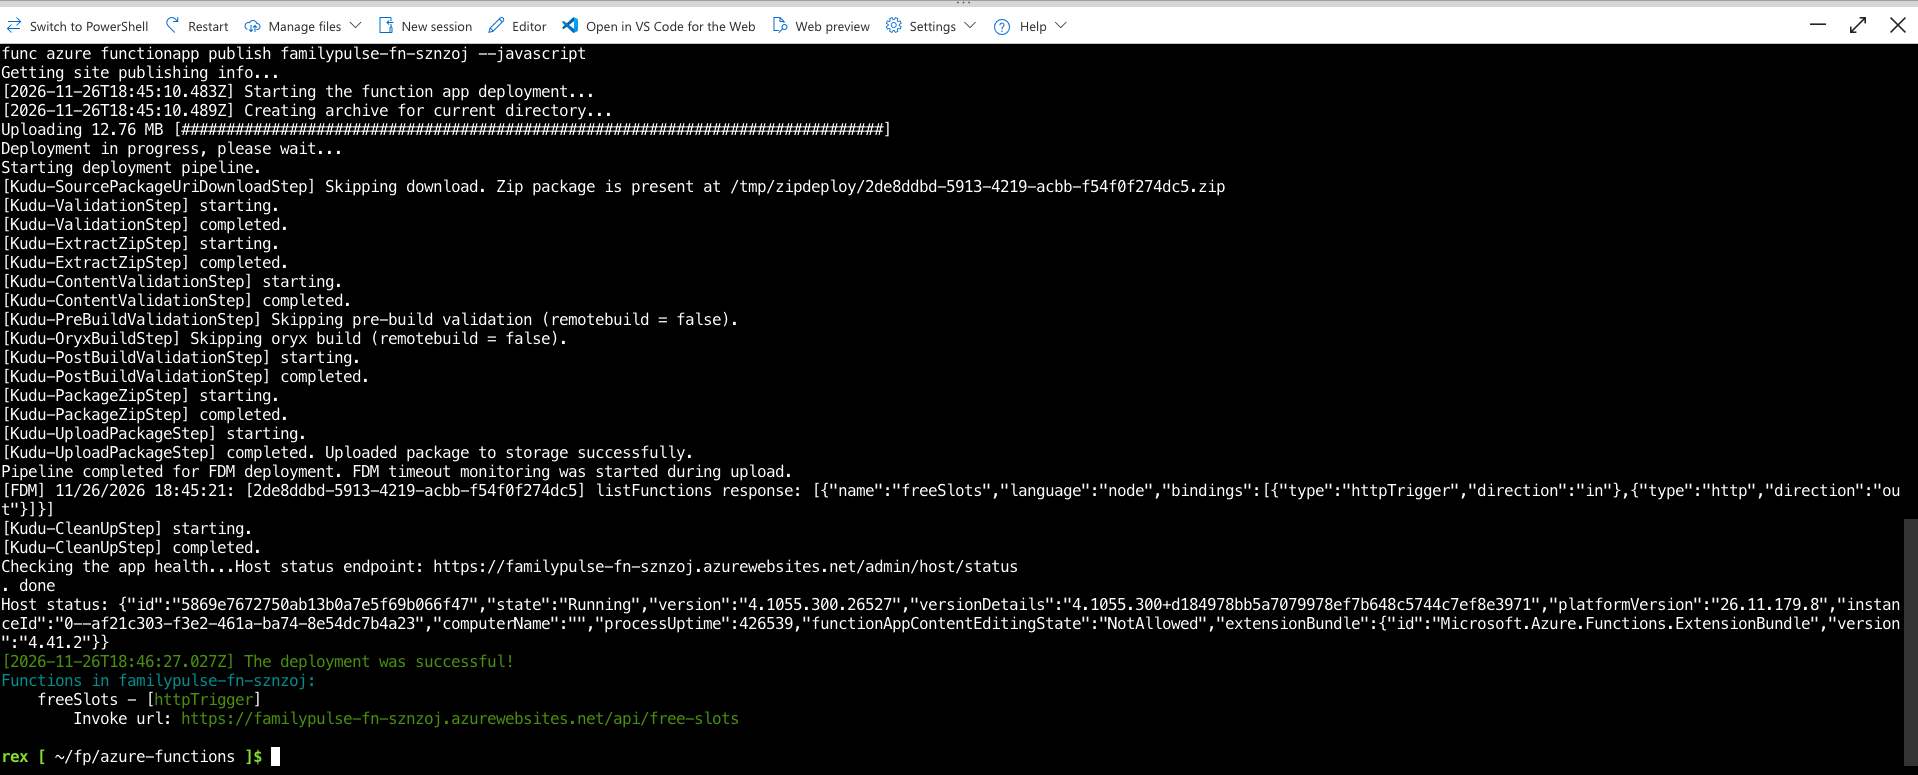 Switch to PowerShell Restart Manage files New session Editor Open in VS Code for the Web Web preview Settings Help
func azure functionapp publish familypulse-fn-sznzoj --javascript
Getting site publishing info...
[2026-11-26T18:45:10.483Z] Starting the function app deployment...
[2026-11-26T18:45:10.489Z] Creating archive for current directory...
Uploading 12.76 MB [##############################################################################]
Deployment in progress, please wait...
Starting deployment pipeline.
[Kudu-SourcePackageUriDownloadStep] Skipping download. Zip package is present at /tmp/zipdeploy/2de8ddbd-5913-4219-acbb-f54f0f274dc5.zip
[Kudu-ValidationStep] starting.
[Kudu-ValidationStep] completed.
[Kudu-ExtractZipStep] starting.
[Kudu-ExtractZipStep] completed.
[Kudu-ContentValidationStep] starting.
[Kudu-ContentValidationStep] completed.
[Kudu-PreBuildValidationStep] Skipping pre-build validation (remotebuild = false).
[Kudu-OryxBuildStep] Skipping oryx build (remotebuild = false).
[Kudu-PostBuildValidationStep] starting.
[Kudu-PostBuildValidationStep] completed.
[Kudu-PackageZipStep] starting.
[Kudu-PackageZipStep] completed.
[Kudu-UploadPackageStep] starting.
[Kudu-UploadPackageStep] completed. Uploaded package to storage successfully.
Pipeline completed for FDM deployment. FDM timeout monitoring was started during upload.
[FDM] 11/26/2026 18:45:21: [2de8ddbd-5913-4219-acbb-f54f0f274dc5] listFunctions response: [{"name":"freeSlots","language":"node","bindings":[{"type":"httpTrigger","direction":"in"},{"type":"http","direction":"ou
t"}]}]
[Kudu-CleanUpStep] starting.
[Kudu-CleanUpStep] completed.
Checking the app health...Host status endpoint: https://familypulse-fn-sznzoj.azurewebsites.net/admin/host/status
. done
Host status: {"id":"5869e7672750ab13b0a7e5f69b066f47","state":"Running","version":"4.1055.300.26527","versionDetails":"4.1055.300+d184978bb5a7079978ef7b648c5744c7ef8e3971","platformVersion":"26.11.179.8","instan
ceId":"0--af21c303-f3e2-461a-ba74-8e54dc7b4a23","computerName":"","processUptime":426539,"functionAppContentEditingState":"NotAllowed","extensionBundle":{"id":"Microsoft.Azure.Functions.ExtensionBundle","version
":"4.41.2"}}
[2026-11-26T18:46:27.027Z] The deployment was successful!
Functions in familypulse-fn-sznzoj:
    freeSlots - [httpTrigger]
        Invoke url: https://familypulse-fn-sznzoj.azurewebsites.net/api/free-slots
rex [ ~/fp/azure-functions ]$